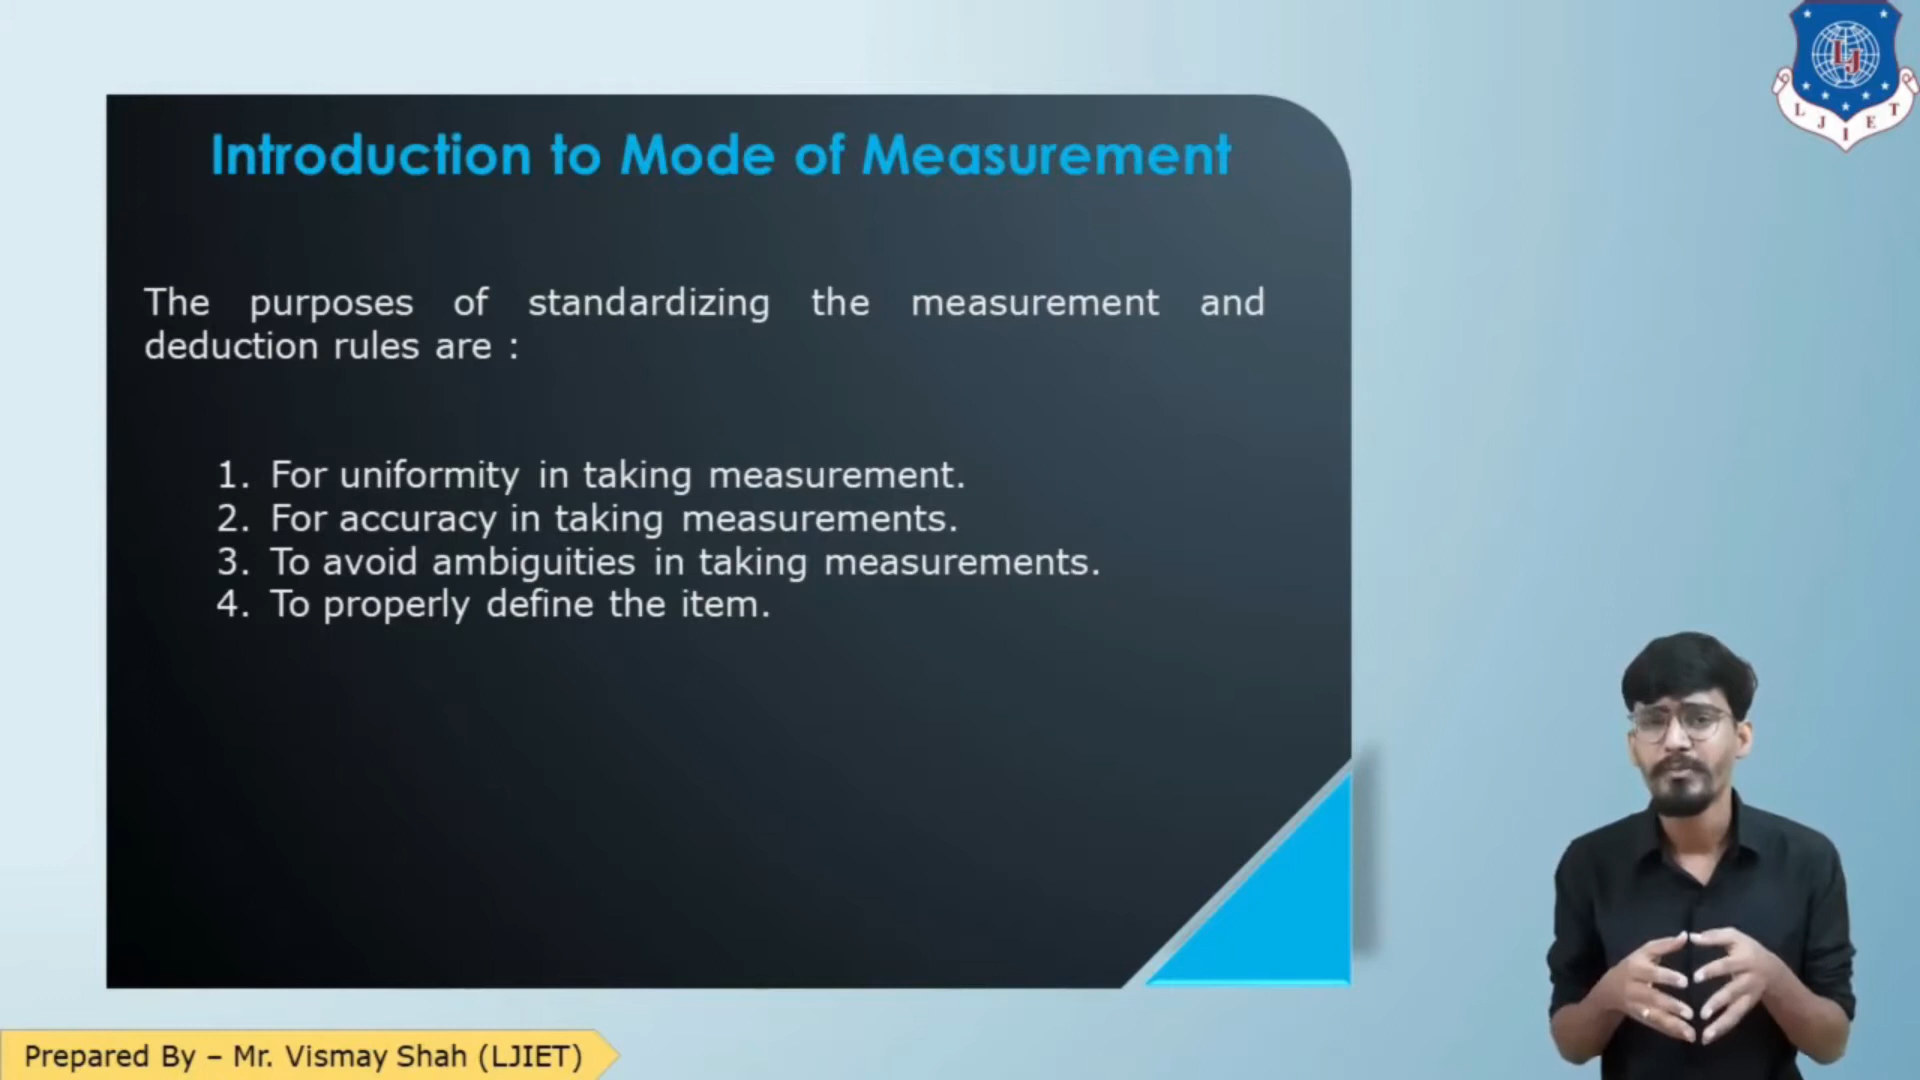 Introduction to Mode of Measurement
The purposes of standardizing the measurement and
deduction rules are :
1. For uniformity in taking measurement.
2. For accuracy in taking measurements.
3. To avoid ambiguities in taking measurements.
4. To properly define the item.
LJ
L J I E T
Prepared By – Mr. Vismay Shah (LJIET)